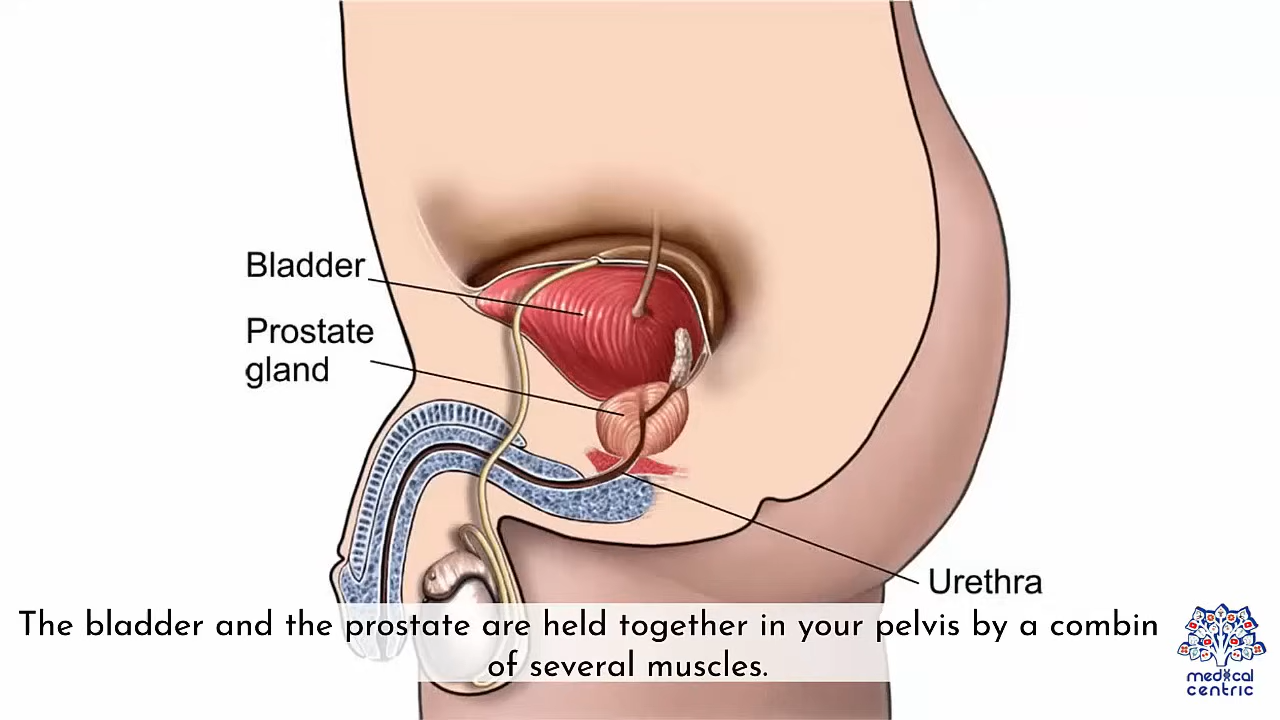 Bladder
Prostate
gland
Urethra
The bladder and the prostate are held together in your pelvis by a combin
of several muscles.
medical
centric